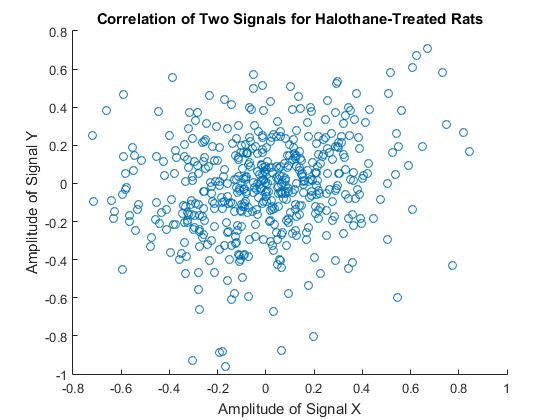 Correlation of Two Signals for Halothane-Treated Rats
Amplitude of Signal Y
0.8
0.6
0.4
0.2
0
-0.2
-0.4
-0.6
-0.8
-1
-0.8 -0.6 -0.4 -0.2 0 0.2 0.4 0.6 0.8 1
Amplitude of Signal X